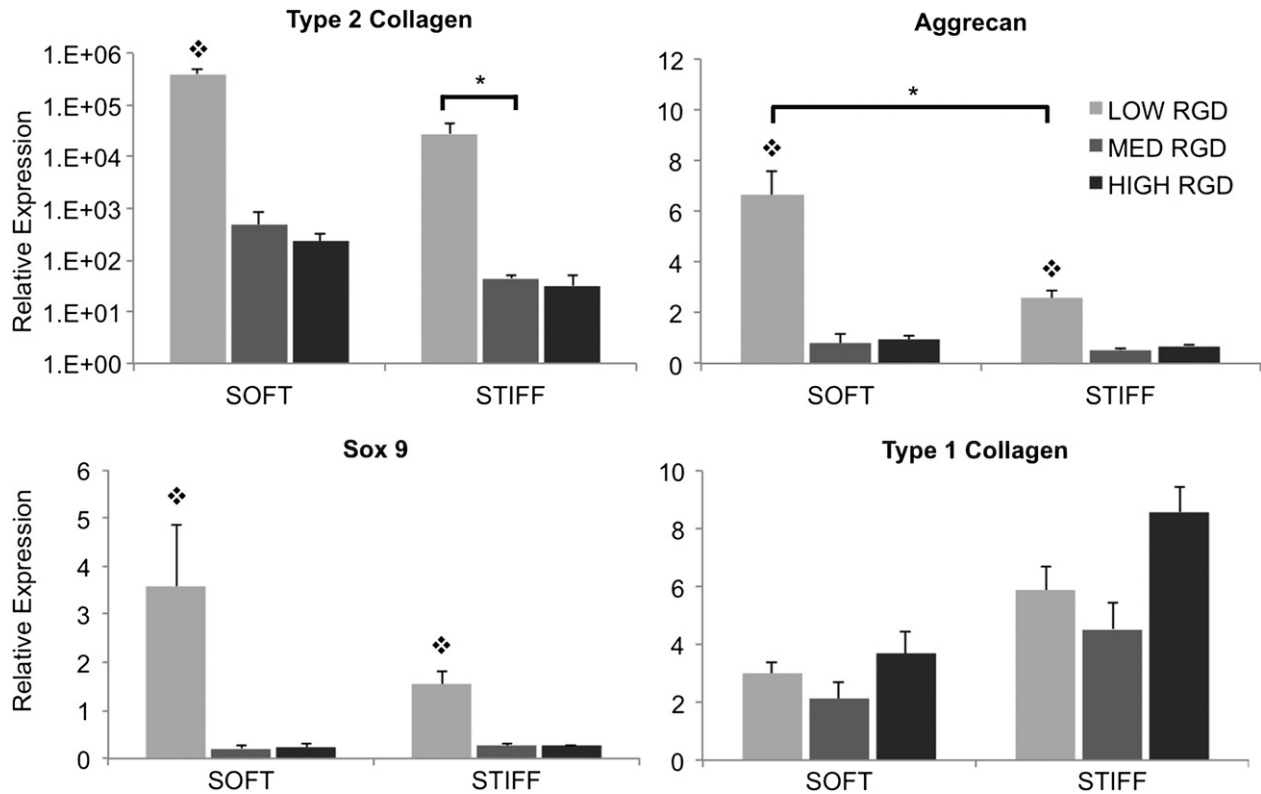 Type 2 Collagen
1.E+06
1.E+05
1.E+04
1.E+03
1.E+02
1.E+01
1.E+00
Relative Expression
*
SOFT
STIFF
Aggrecan
12
10
8
6
4
2
0
*
LOW RGD
MED RGD
HIGH RGD
SOFT
STIFF
Sox 9
6
5
4
3
2
1
0
Relative Expression
SOFT
STIFF
Type 1 Collagen
10
8
6
4
2
0
SOFT
STIFF